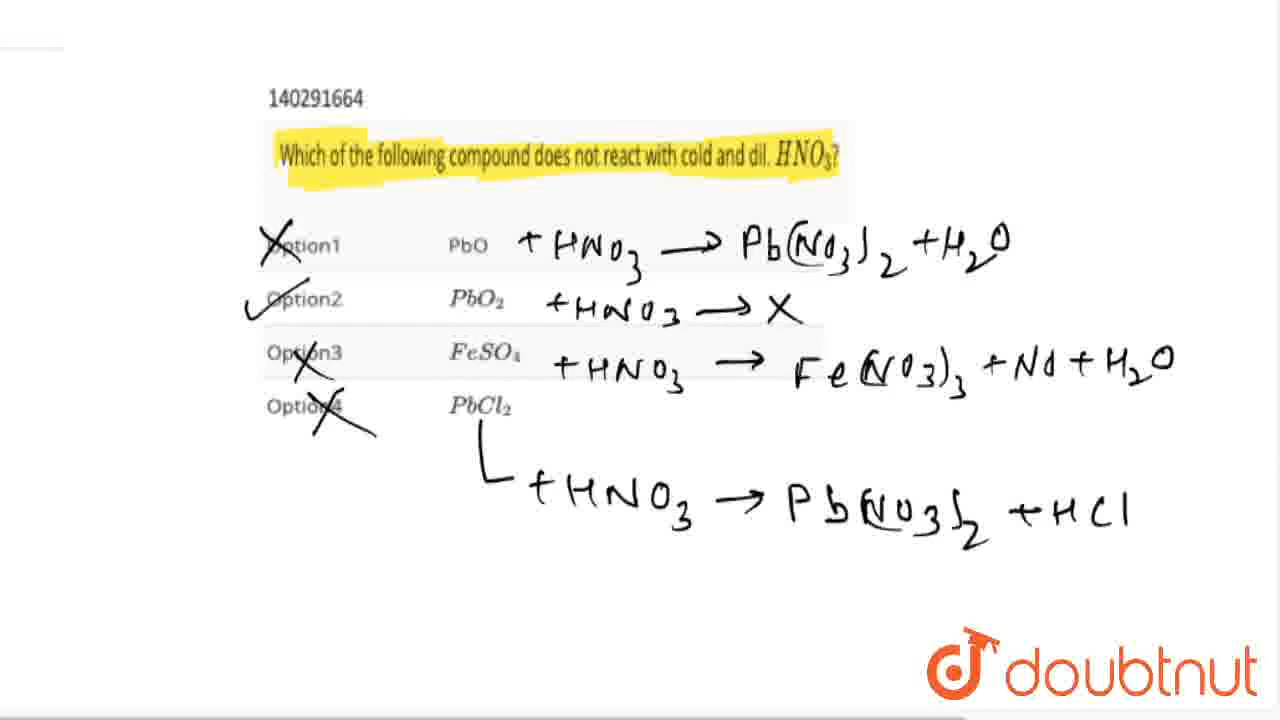 140291664
Which of the following compound does not react with cold and dil. HNO₃?
Option1 PbO + HNO₃ → Pb(NO₃)₂ + H₂O
Option2 PbO₂ + HNO₃ → X
Option3 FeSO₄ + HNO₃ → Fe(NO₃)₃ + NO + H₂O
Option4 PbCl₂
+ HNO₃ → Pb(NO₃)₂ + HCl
doubtnut